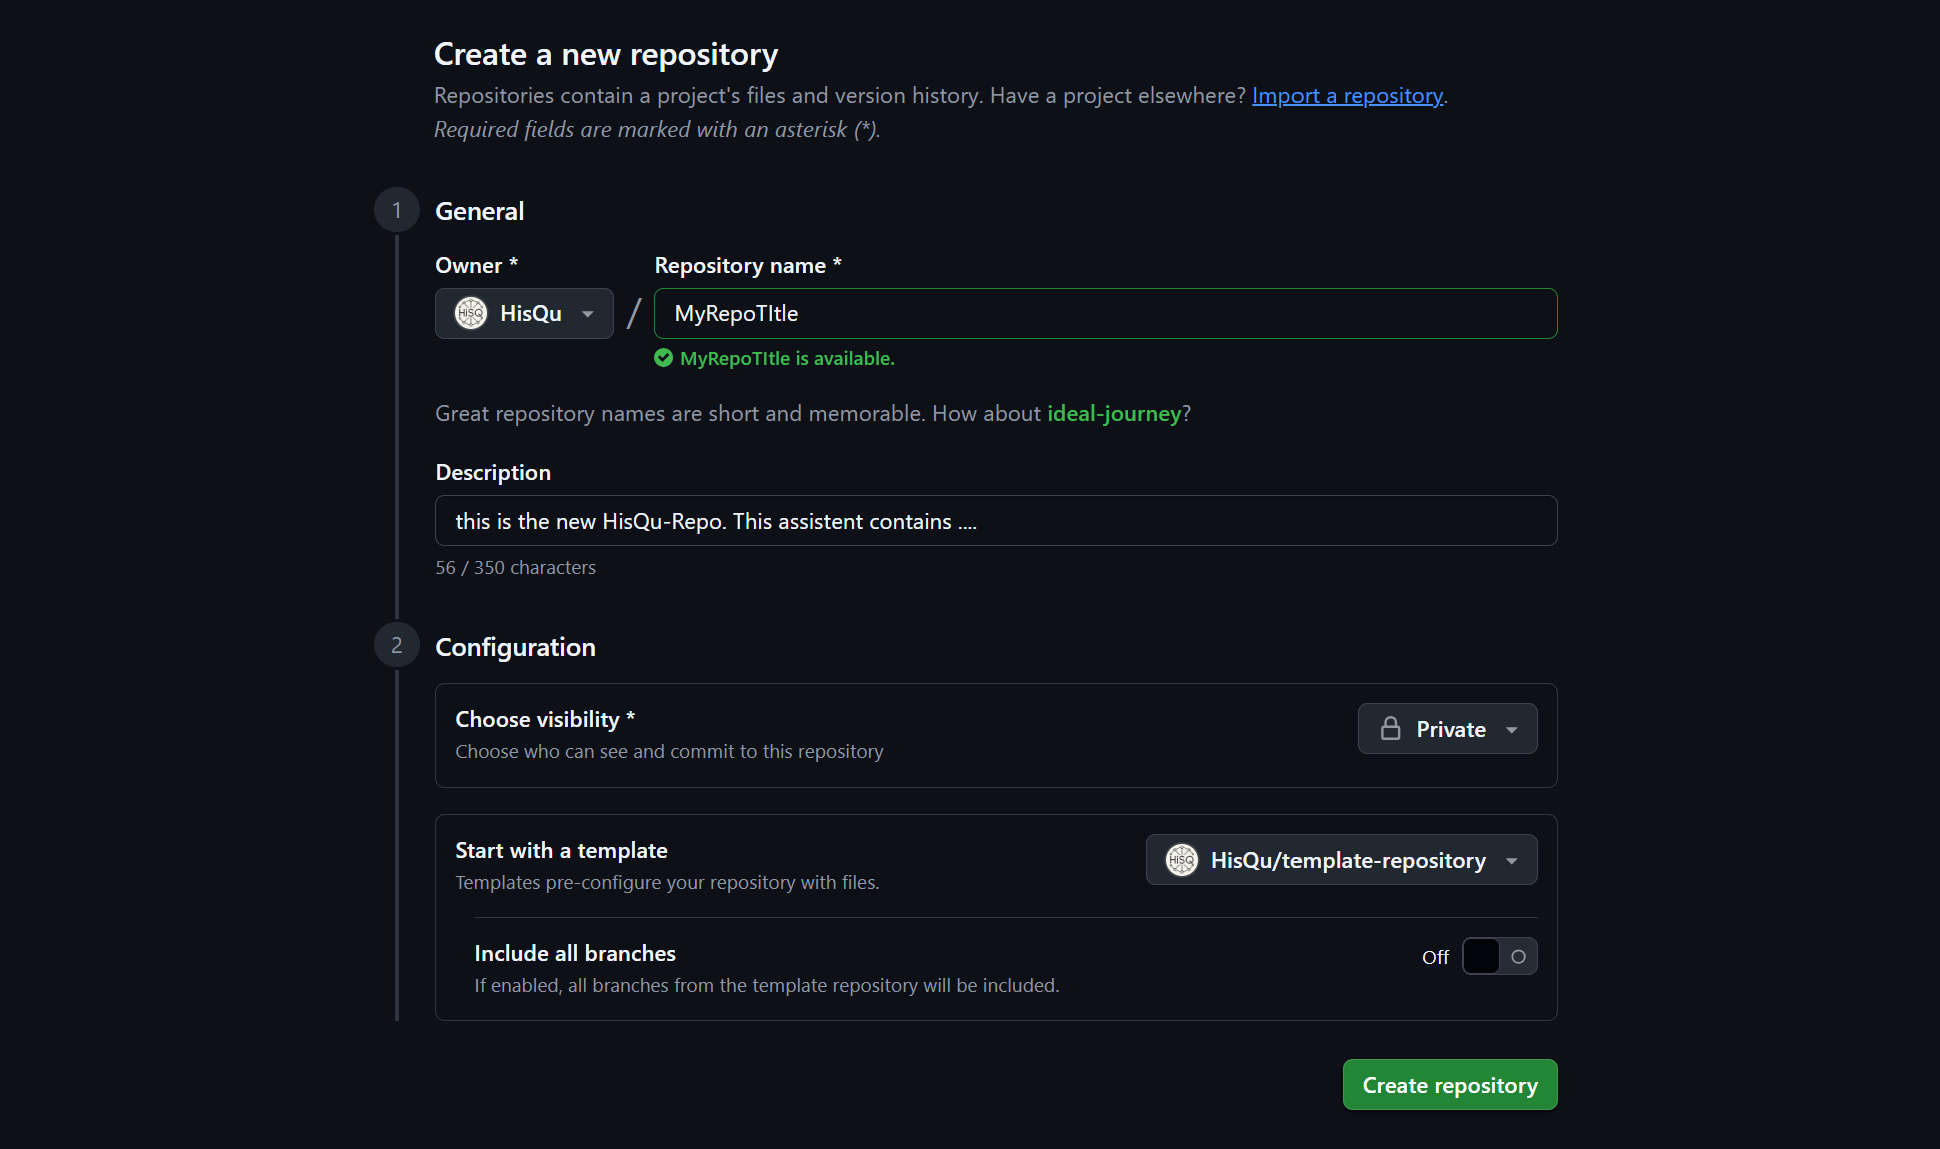 Create a new repository
Repositories contain a project's files and version history. Have a project elsewhere? Import a repository.
Required fields are marked with an asterisk (*).
1 General
Owner * Repository name *
HiSQ HisQu / MyRepoTItle
MyRepoTItle is available.
Great repository names are short and memorable. How about ideal-journey?
Description
this is the new HisQu-Repo. This assistent contains ....
56 / 350 characters
2 Configuration
Choose visibility * Private
Choose who can see and commit to this repository
Start with a template HiSQ HisQu/template-repository
Templates pre-configure your repository with files.
Include all branches Off
If enabled, all branches from the template repository will be included.
Create repository